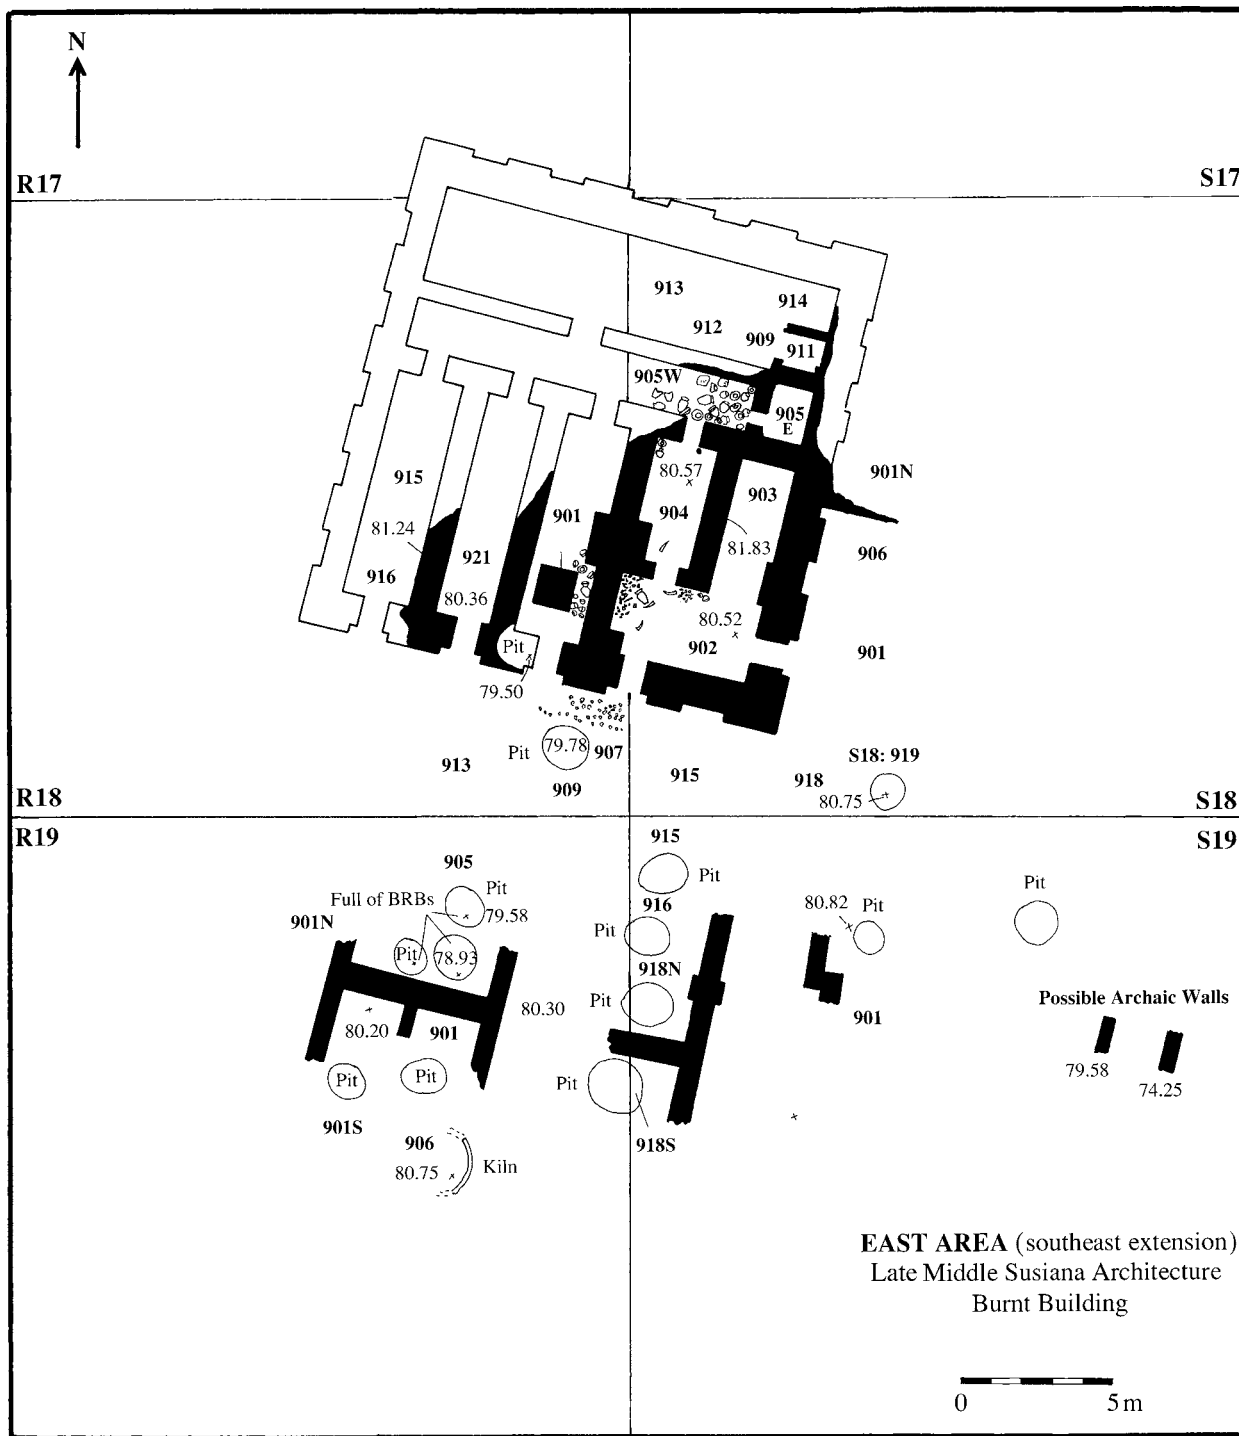 N
R17
S17
913
914
912
909
911
905W
905
E
915
80.57
903
901N
81.24
901
904
921
81.83
906
916
80.36
80.52
Pit
902
901
79.50
Pit
79.78
907
913
915
S18: 919
909
918
80.75
R18
S18
R19
S19
915
905
Pit
Pit
Full of BRBs
916
80.82
Pit
Pit
901N
79.58
Pit
Pit
78.93
918N
Possible Archaic Walls
80.30
Pit
901
80.20
901
79.58
74.25
Pit
Pit
Pit
901S
906
918S
80.75
Kiln
EAST AREA (southeast extension)
Late Middle Susiana Architecture
Burnt Building
0
5 m